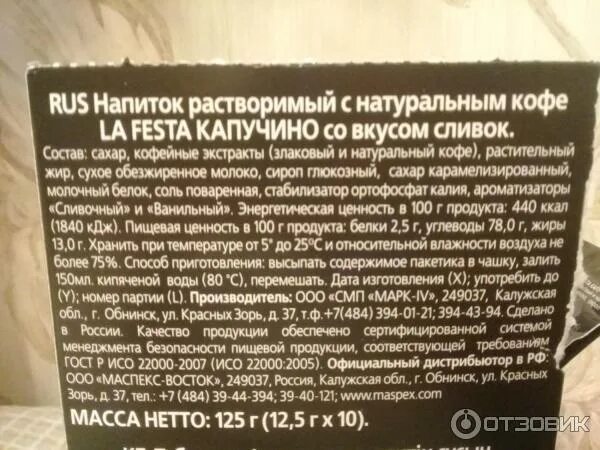 RUS Напиток растворимый с натуральным кофе
LA FESTA КАПУЧИНО со вкусом сливок.
Состав: сахар, кофейные экстракты (злаковый и натуральный кофе), растительный
жир, сухое обезжиренное молоко, сироп глюкозный, сахар карамелизированный,
молочный белок, соль поваренная, стабилизатор ортофосфат калия, ароматизаторы
«Сливочный» и «Ванильный». Энергетическая ценность в 100 г продукта: 440 ккал
(1840 кДж). Пищевая ценность в 100 г продукта: белки 2,5 г, углеводы 78,0 г, жиры
13,0 г. Хранить при температуре от 5° до 25°С и относительной влажности воздуха не
более 75%. Способ приготовления: высыпать содержимое пакетика в чашку, залить
150мл. кипяченой воды (80 °С), перемешать. Дата изготовления (X); употребить до
(Y); номер партии (L). Производитель: ООО «СМП «МАРК-IV», 249037, Калужская
обл., г. Обнинск, ул. Красных Зорь, д. 37, т.ф.+7(484) 394-01-21; 394-43-94. Сделано
в России. Качество продукции обеспечено сертифицированной системой
менеджмента безопасности пищевой продукции, соответствующей требованиям
ГОСТ Р ИСО 22000-2007 (ИСО 22000:2005). Официальный дистрибьютор в РФ:
ООО «МАСПЕКС-ВОСТОК», 249037, Россия, Калужская обл., г. Обнинск, ул. Красных
Зорь, д. 37, тел.: +7 (484) 39-44-394; 39-40-121; www.maspex.com
МАССА НЕТТО: 125 г (12,5 г x 10).
ОТЗОВИК